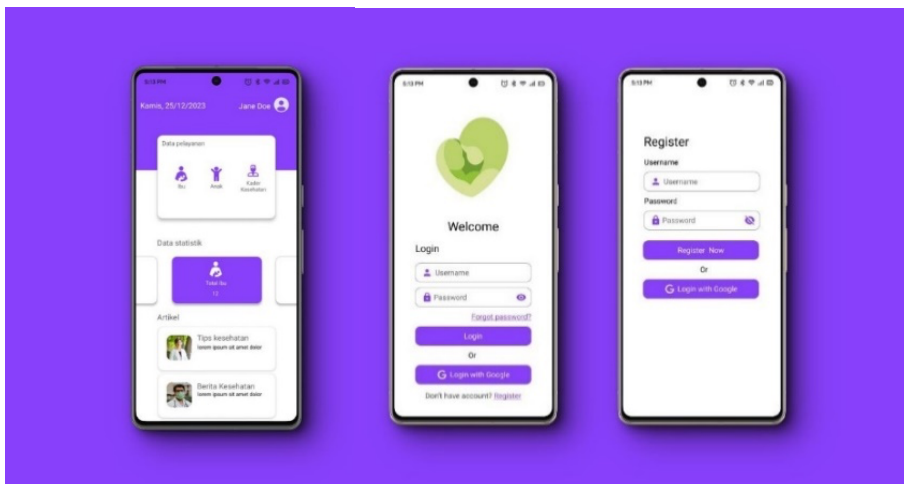 5:13 PM
Kamis, 25/12/2023
Jane Doe
Data pelayanan
Ibu
Anak
Kader
Kesehatan
Data statistik
Total Ibu
12
Artikel
Tips kesehatan
lorem ipsum sit amet dolor
Berita Kesehatan
lorem ipsum sit amet dolor
5:13 PM
Welcome
Login
Username
Password
Forgot password?
Login
Or
G Login with Google
Don't have account? Register
5:13 PM
Register
Username
Username
Password
Password
Register Now
Or
G Login with Google